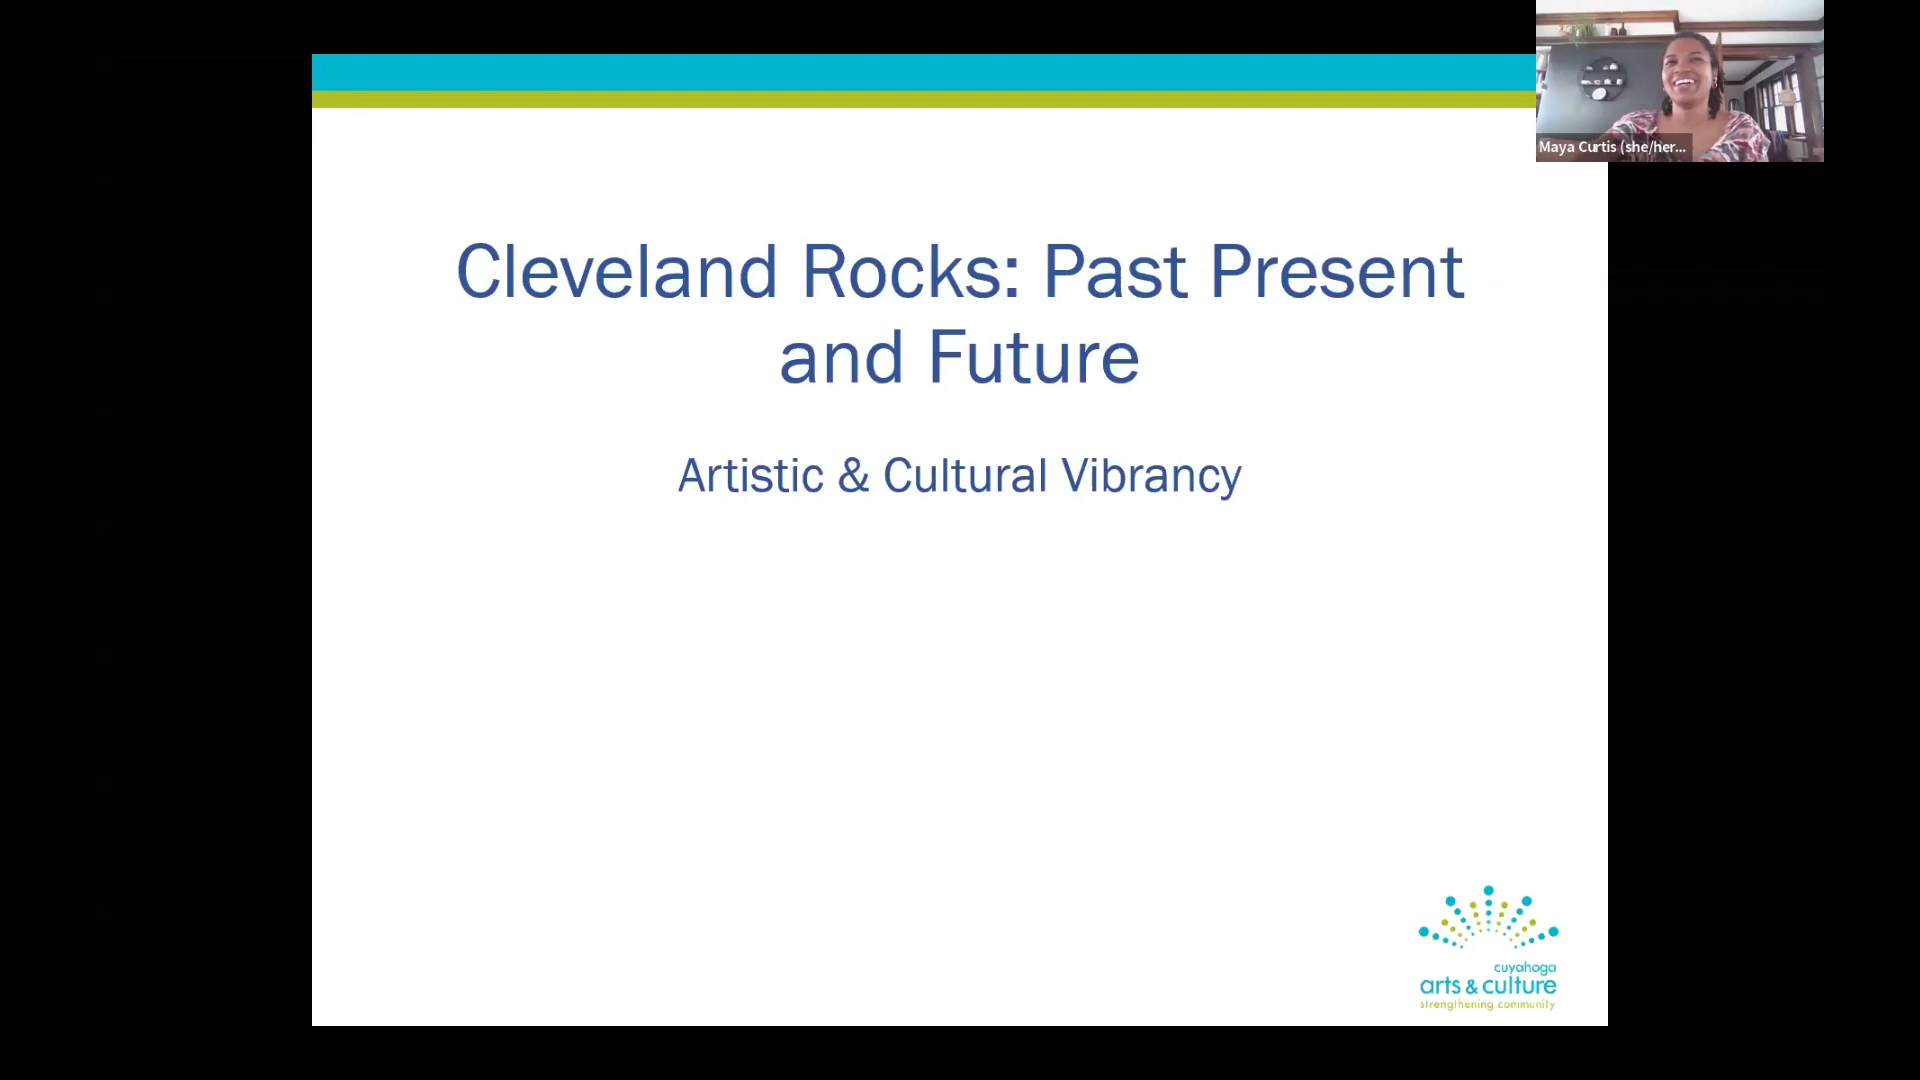 Maya Curtis (she/her...
Cleveland Rocks: Past Present
and Future
Artistic & Cultural Vibrancy
cuyahoga
arts & culture
strengthening community